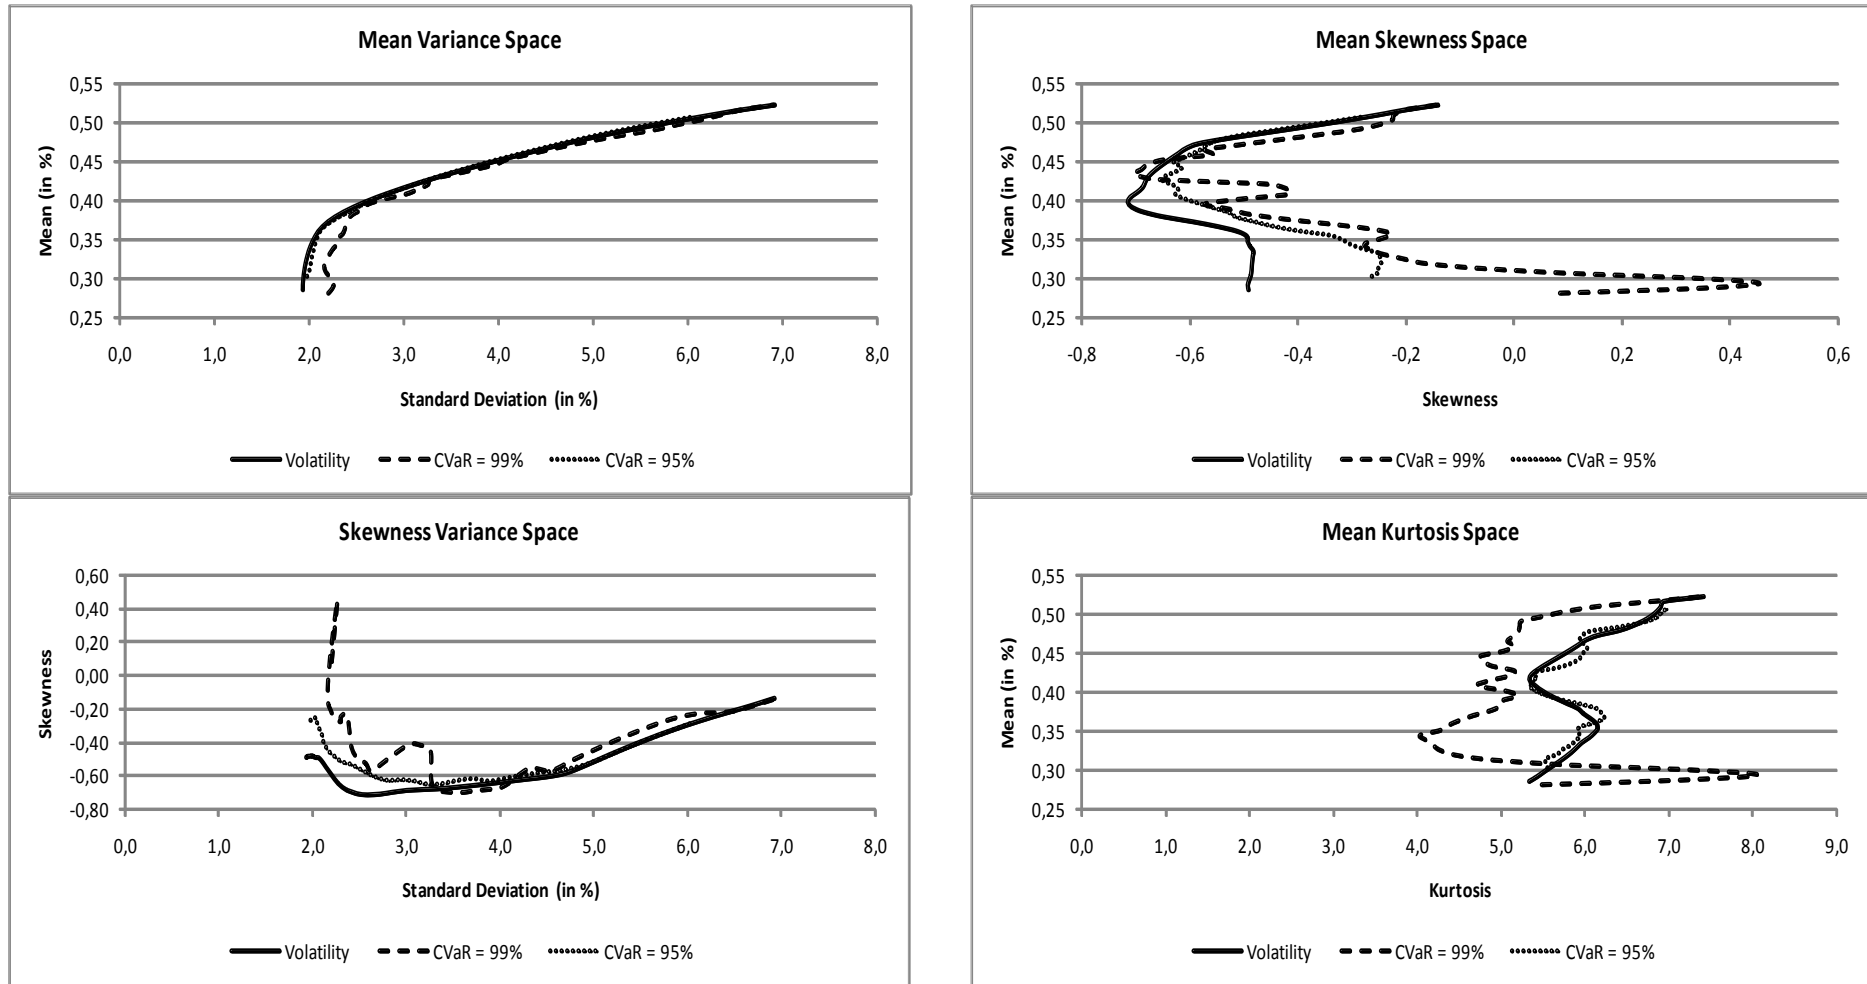 Mean Variance Space
Mean (in %)
0,55
0,50
0,45
0,40
0,35
0,30
0,25
0,0 1,0 2,0 3,0 4,0 5,0 6,0 7,0 8,0
Standard Deviation (in %)
Volatility CVaR = 99% CVaR = 95%
Mean Skewness Space
Mean (in %)
0,55
0,50
0,45
0,40
0,35
0,30
0,25
-0,8 -0,6 -0,4 -0,2 0,0 0,2 0,4 0,6
Skewness
Volatility CVaR = 99% CVaR = 95%
Skewness Variance Space
Skewness
0,60
0,40
0,20
0,00
-0,20
-0,40
-0,60
-0,80
0,0 1,0 2,0 3,0 4,0 5,0 6,0 7,0 8,0
Standard Deviation (in %)
Volatility CVaR = 99% CVaR = 95%
Mean Kurtosis Space
Mean (in %)
0,55
0,50
0,45
0,40
0,35
0,30
0,25
0,0 1,0 2,0 3,0 4,0 5,0 6,0 7,0 8,0 9,0
Kurtosis
Volatility CVaR = 99% CVaR = 95%